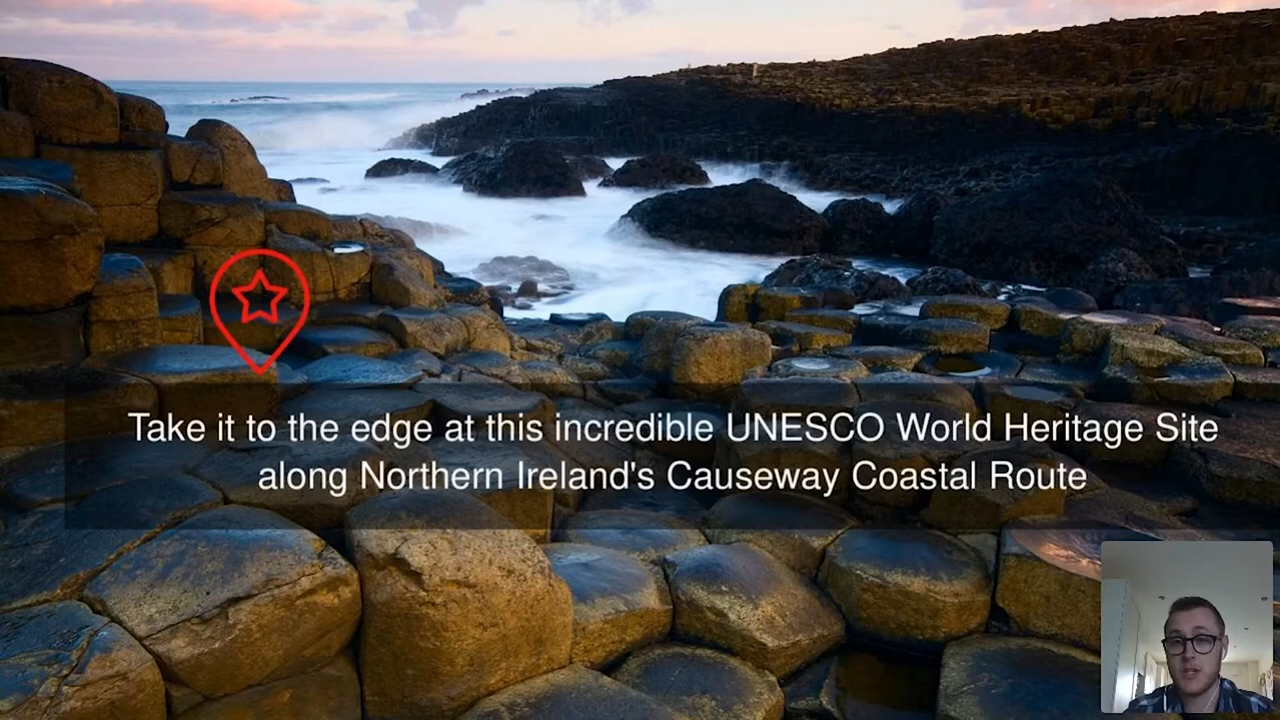 Take it to the edge at this incredible UNESCO World Heritage Site
along Northern Ireland's Causeway Coastal Route